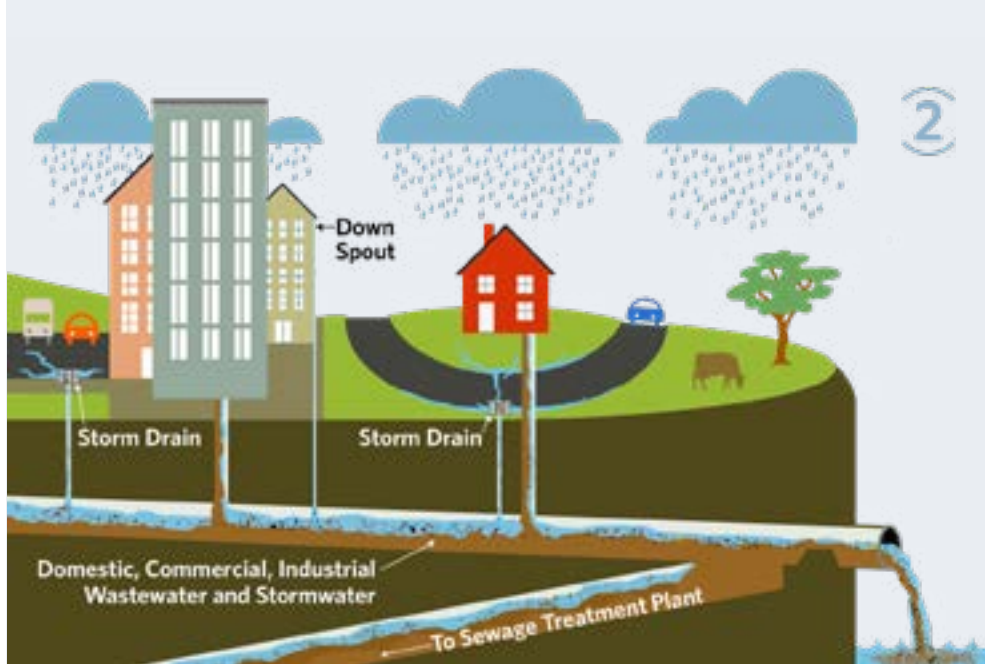 2
Down
Spout
Storm Drain
Storm Drain
Domestic, Commercial, Industrial
Wastewater and Stormwater
To Sewage Treatment Plant